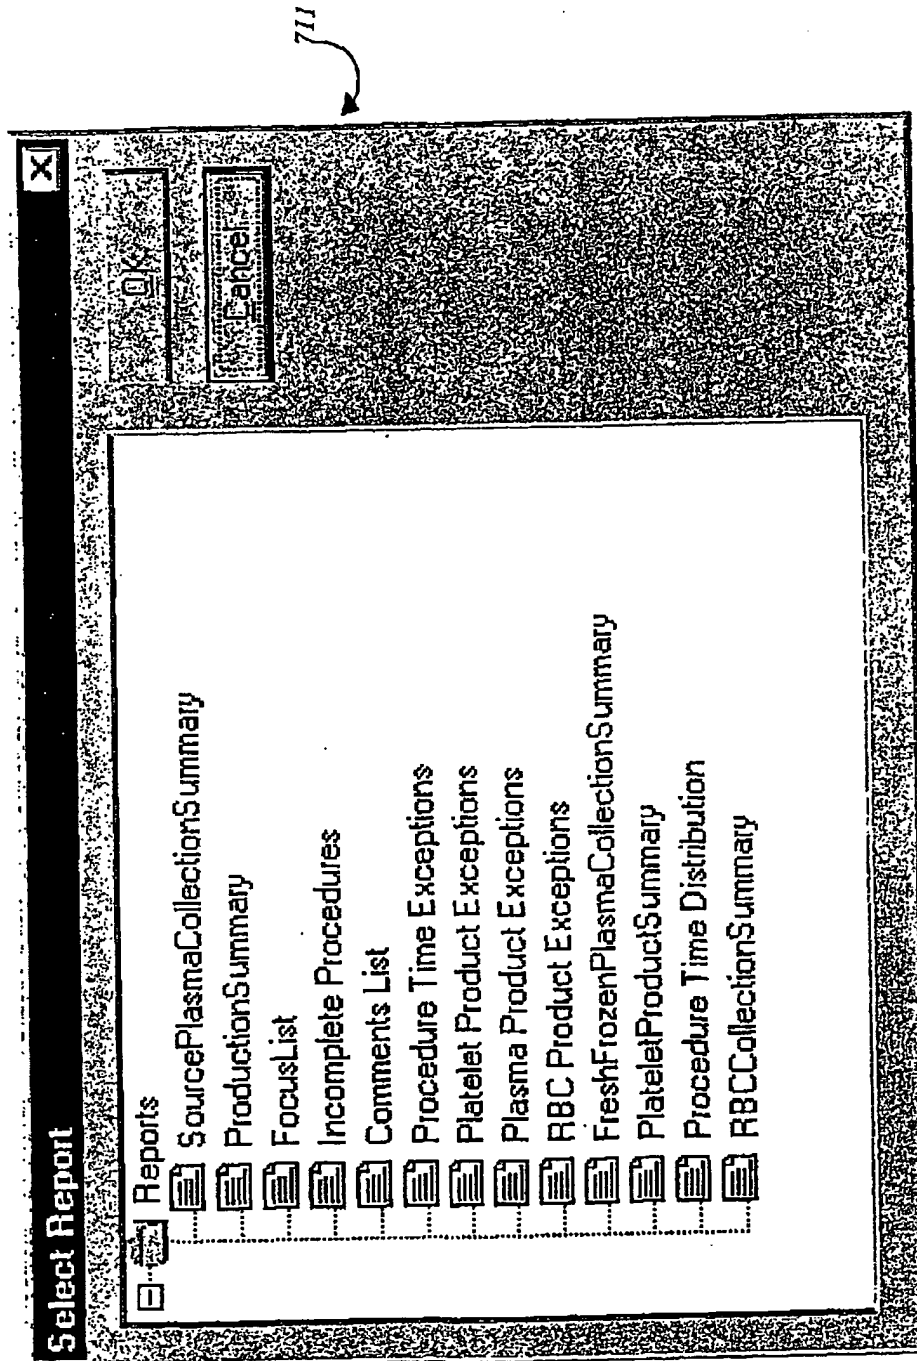 711
Select Report
OK
Cancel
Reports
SourcePlasmaCollectionSummary
ProductionSummary
FocusList
Incomplete Procedures
Comments List
Procedure Time Exceptions
Platelet Product Exceptions
Plasma Product Exceptions
RBC Product Exceptions
FreshFrozenPlasmaCollectionSummary
PlateletProductSummary
Procedure Time Distribution
RBCCollectionSummary